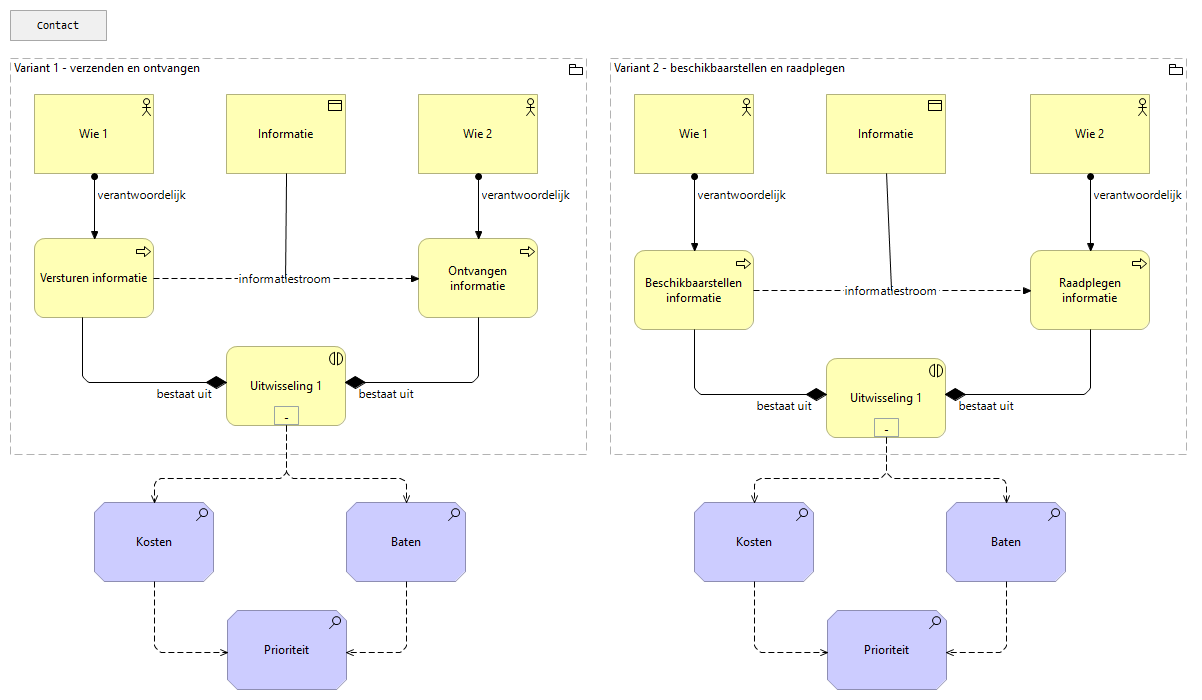 Contact
Variant 1 - verzenden en ontvangen
Wie 1
Informatie
Wie 2
verantwoordelijk
verantwoordelijk
Versturen informatie
informatiestroom
Ontvangen
informatie
Uitwisseling 1
-
bestaat uit
bestaat uit
Kosten
Baten
Prioriteit
Variant 2 - beschikbaarstellen en raadplegen
Wie 1
Informatie
Wie 2
verantwoordelijk
verantwoordelijk
Beschikbaarstellen
informatie
informatiestroom
Raadplegen
informatie
Uitwisseling 1
-
bestaat uit
bestaat uit
Kosten
Baten
Prioriteit